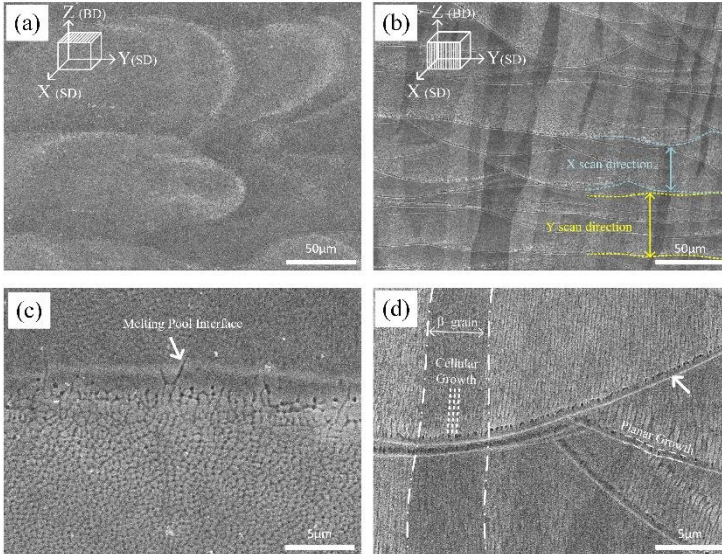 (a)
Z (BD)
Y(SD)
X (SD)
50μm
(b)
Z (BD)
Y(SD)
X (SD)
X scan direction
Y scan direction
50μm
(c)
Melting Pool Interface
5μm
(d)
β- grain
Cellular
Growth
Planar Growth
5μm